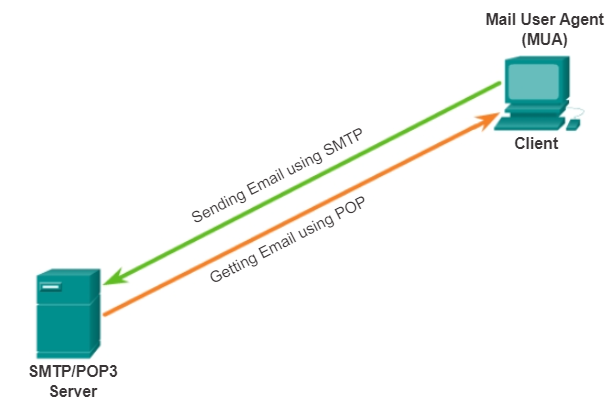 Mail User Agent
(MUA)
Client
Sending Email using SMTP
Getting Email using POP
SMTP/POP3
Server